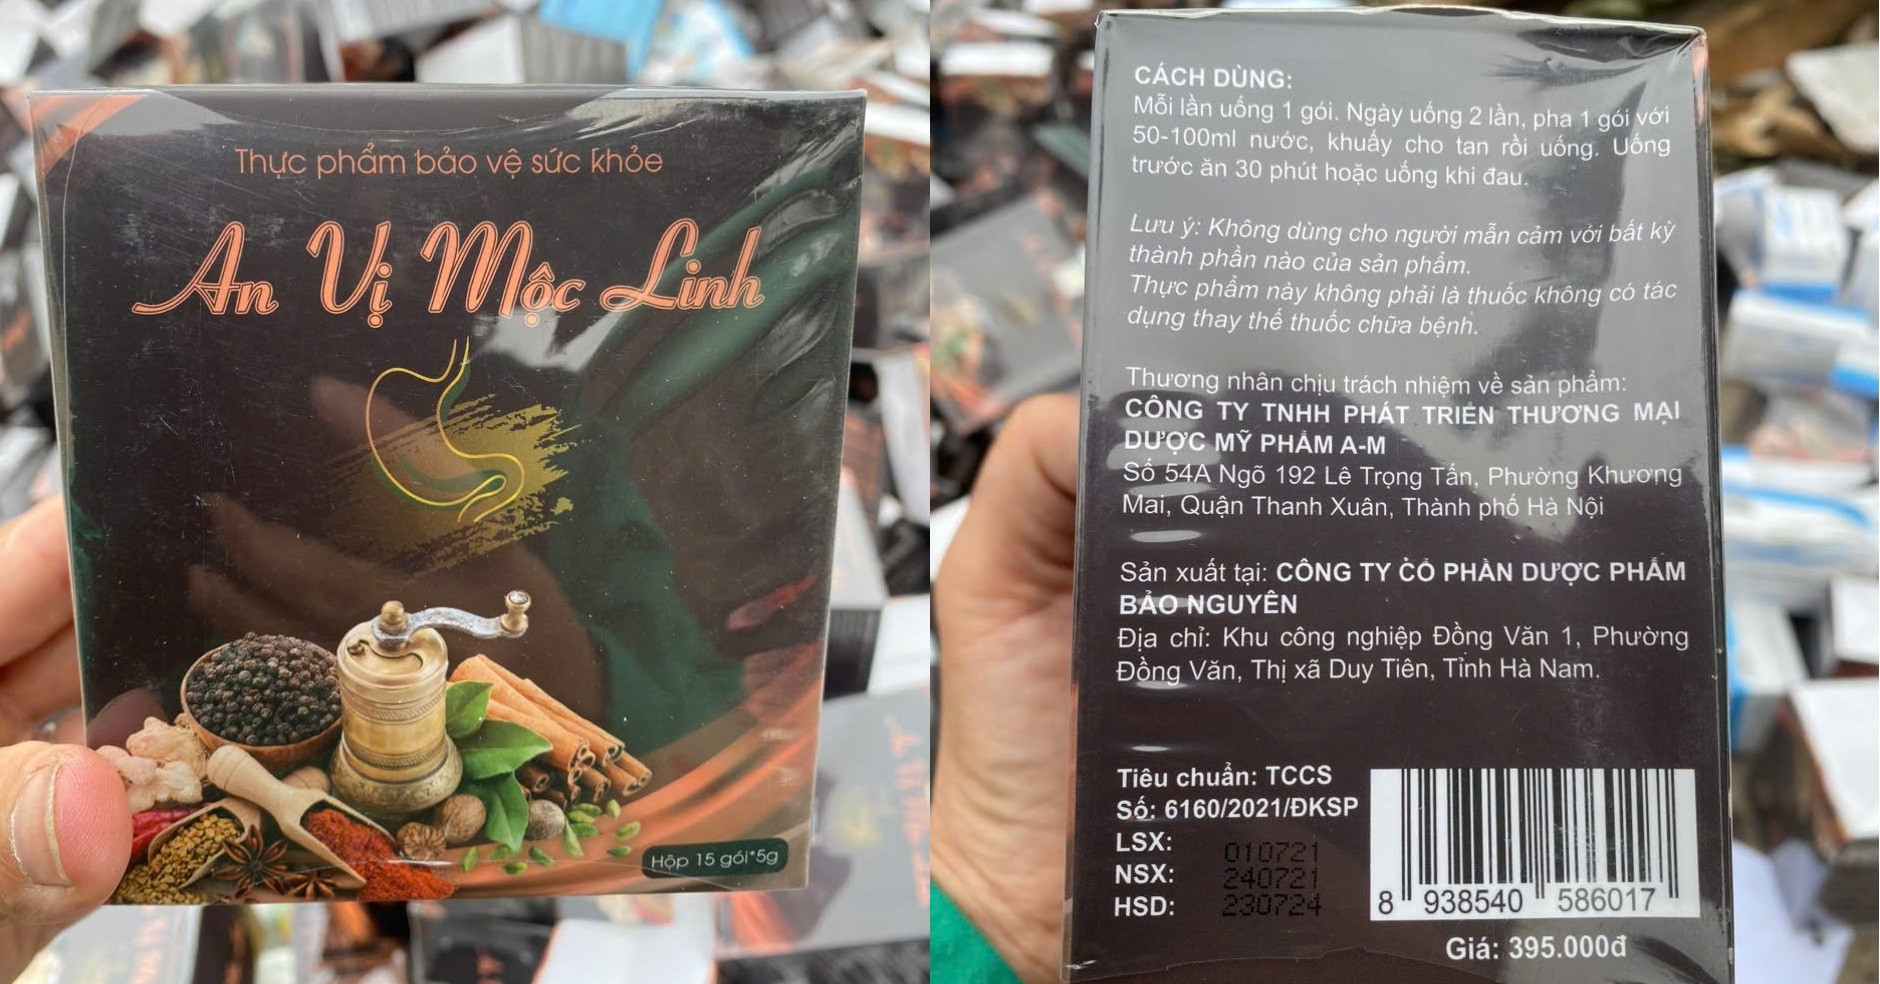 Thực phẩm bảo vệ sức khỏe
An Vị Mộc Linh
Hộp 15 gói*5g
CÁCH DÙNG:
Mỗi lần uống 1 gói. Ngày uống 2 lần, pha 1 gói với
50-100ml nước, khuấy cho tan rồi uống. Uống
trước ăn 30 phút hoặc uống khi đau.
Lưu ý: Không dùng cho người mẫn cảm với bất kỳ
thành phần nào của sản phẩm.
Thực phẩm này không phải là thuốc không có tác
dụng thay thế thuốc chữa bệnh.
Thương nhân chịu trách nhiệm về sản phẩm:
CÔNG TY TNHH PHÁT TRIỂN THƯƠNG MẠI
DƯỢC MỸ PHẨM A-M
Số 54A Ngõ 192 Lê Trọng Tấn, Phường Khương
Mai, Quận Thanh Xuân, Thành phố Hà Nội
Sản xuất tại: CÔNG TY CỔ PHẦN DƯỢC PHẨM
BẢO NGUYÊN
Địa chỉ: Khu công nghiệp Đồng Văn 1, Phường
Đồng Văn, Thị xã Duy Tiên, Tỉnh Hà Nam.
Tiêu chuẩn: TCCS
Số: 6160/2021/ĐKSP
LSX: 010721
NSX: 240721
HSD: 230724
8 938540 586017
Giá: 395.000đ